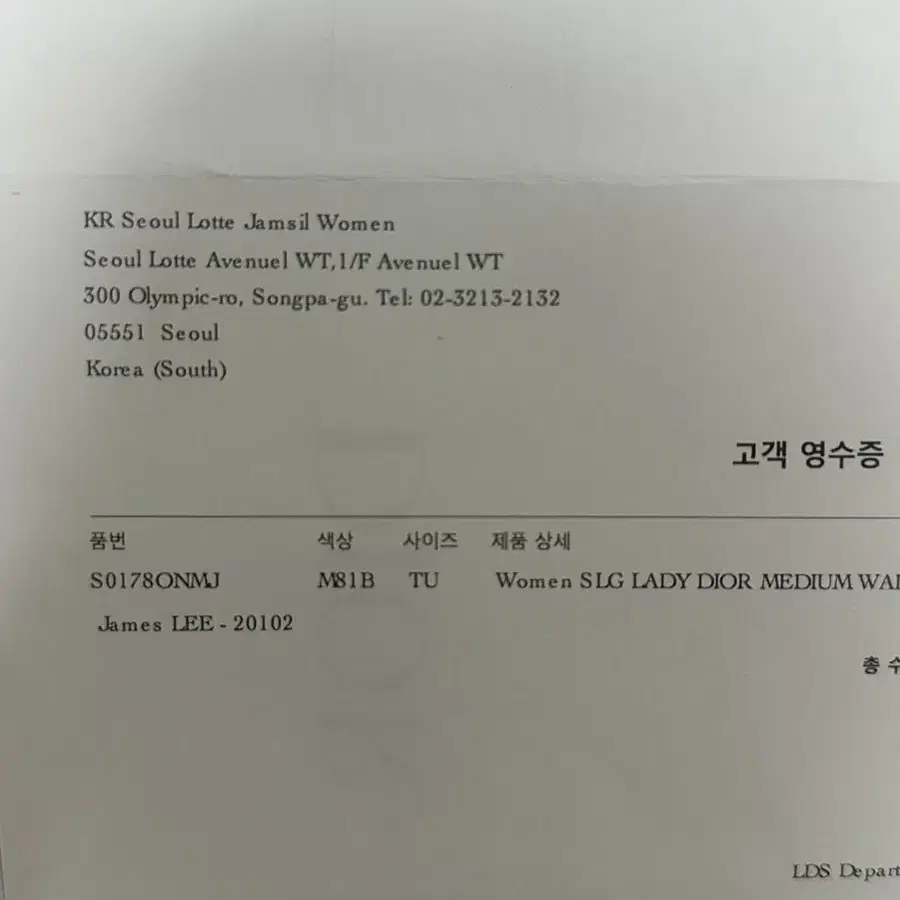 KR Seoul Lotte Jamsil Women
Seoul Lotte Avenuel WT,1/F Avenuel WT
300 Olympic-ro, Songpa-gu. Tel: 02-3213-2132
05551 Seoul
Korea (South)
고객 영수증
품번 색상 사이즈 제품 상세
S0178ONMJ M81B TU Women SLG LADY DIOR MEDIUM
James LEE - 20102
총
LDS